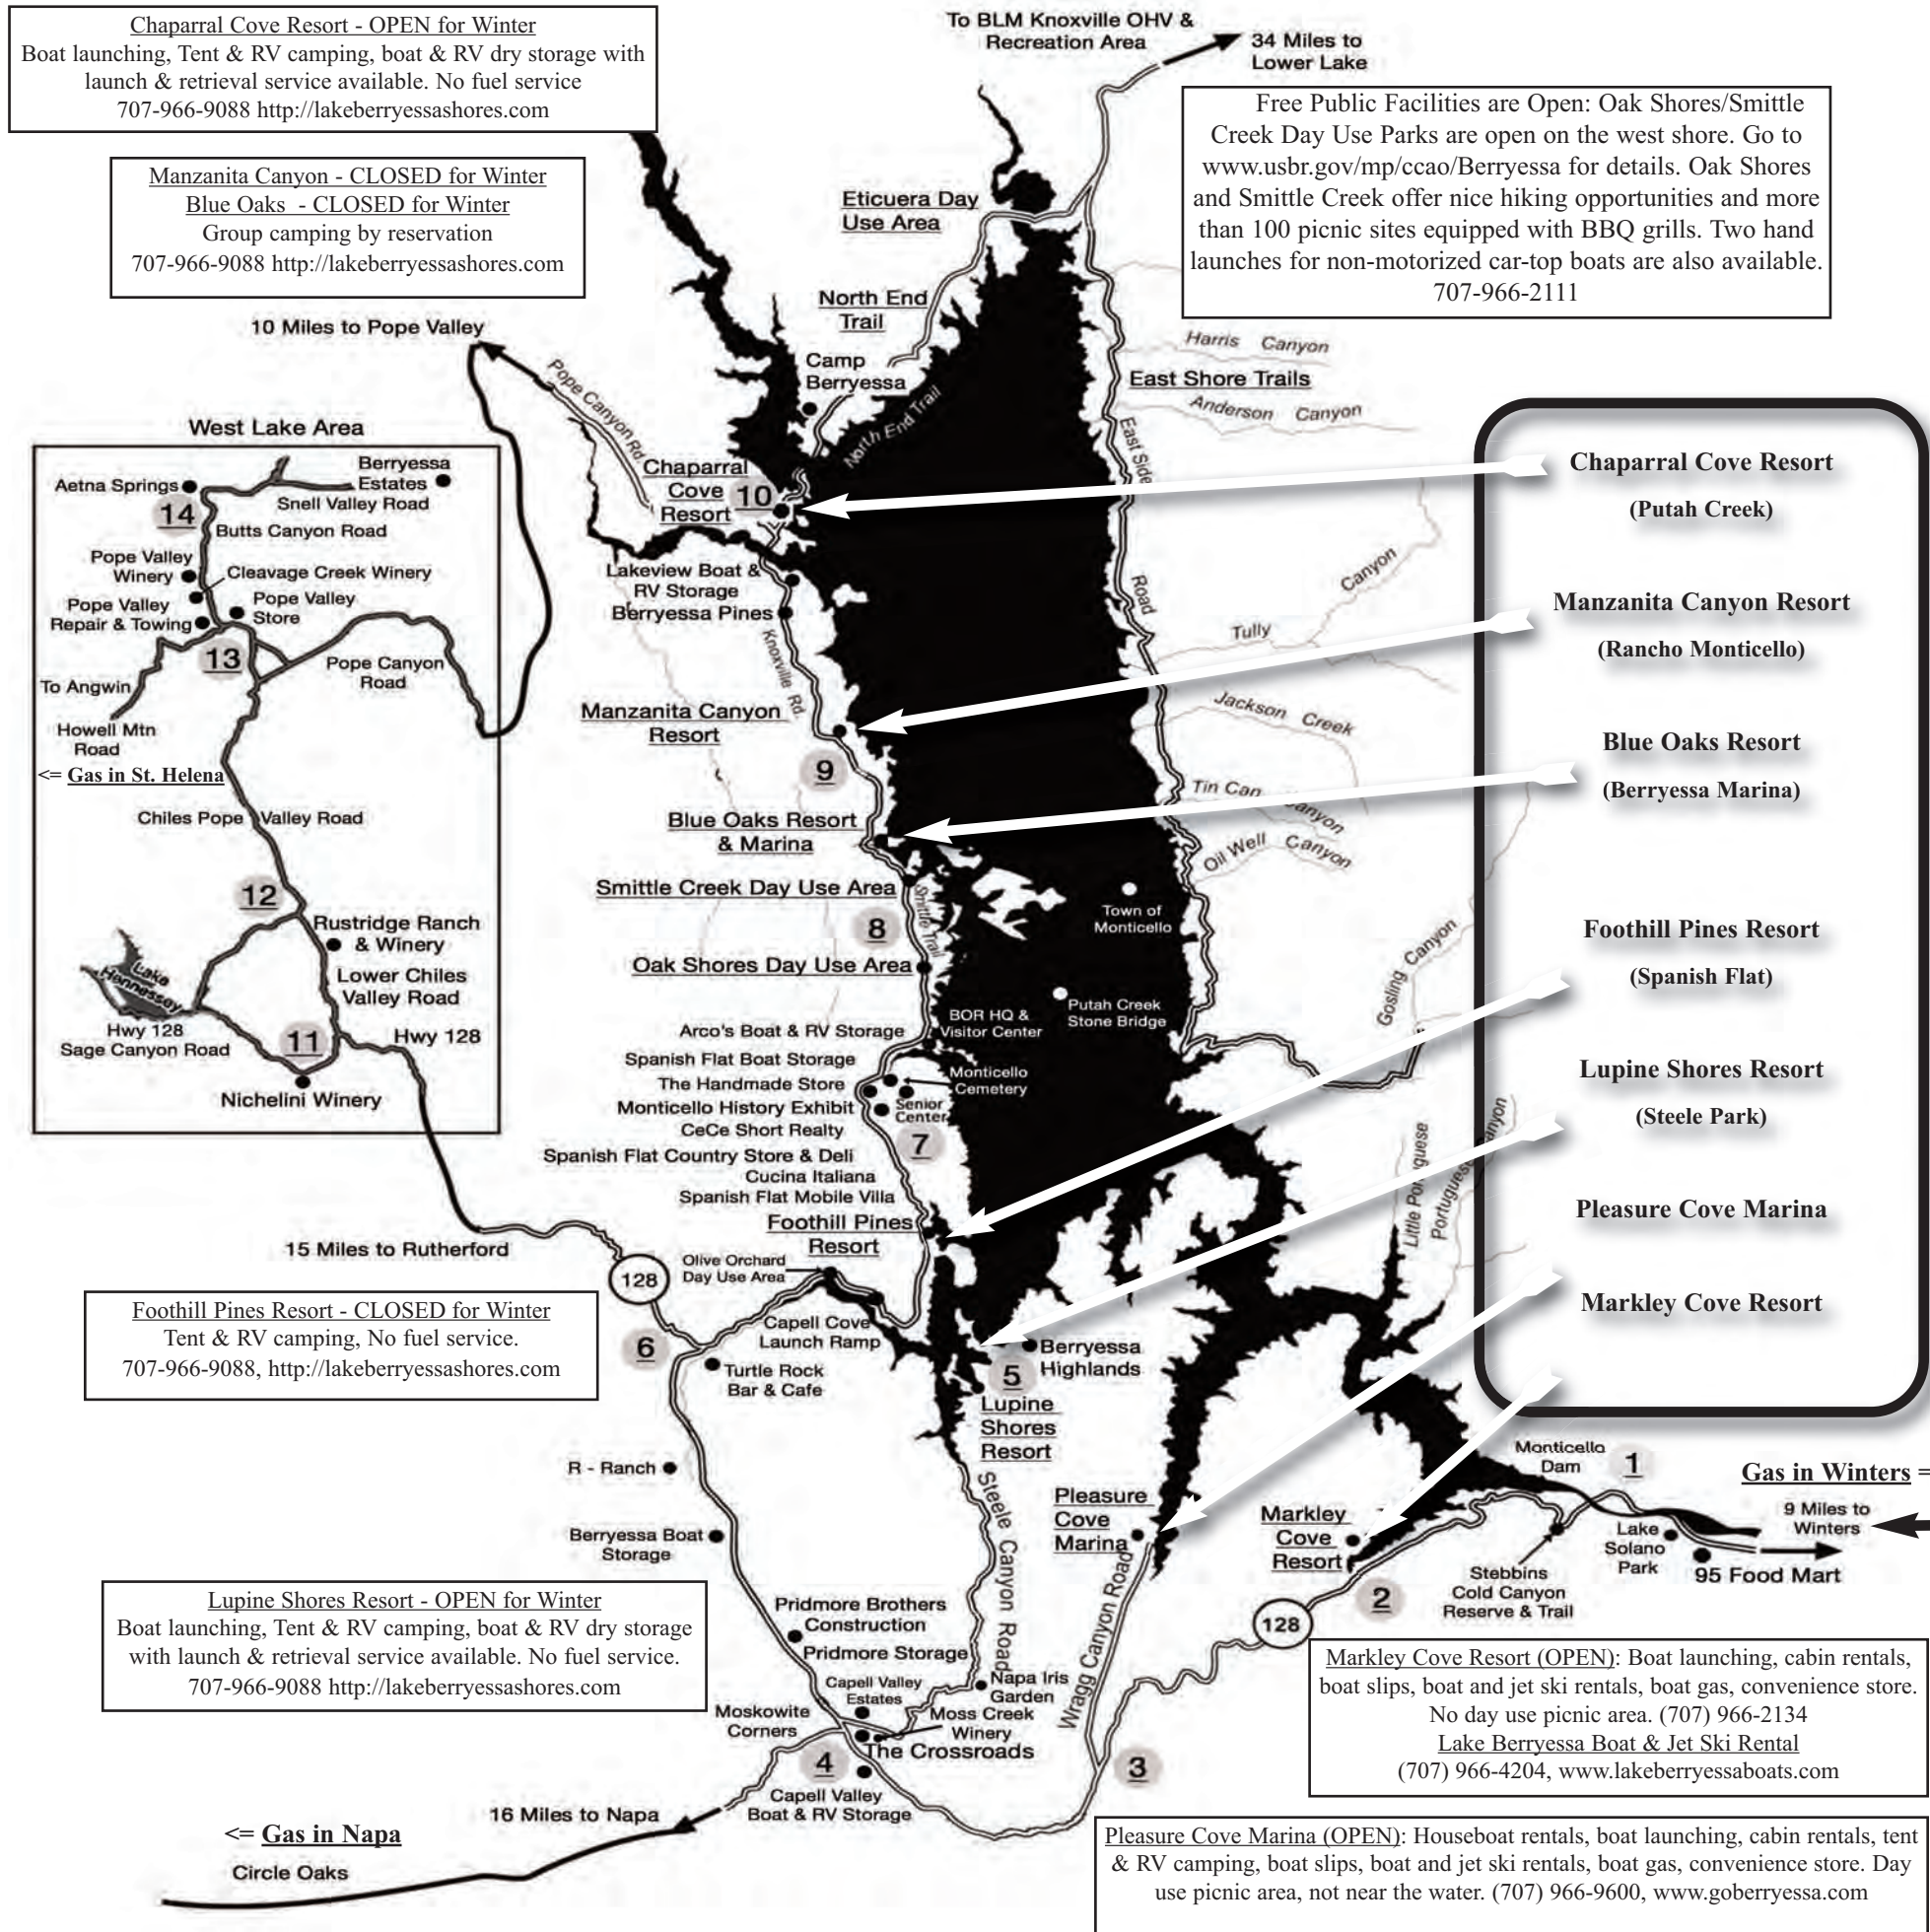 Chaparral Cove Resort - OPEN for Winter
Boat launching, Tent & RV camping, boat & RV dry storage with
launch & retrieval service available. No fuel service
707-966-9088 http://lakeberryessashores.com
To BLM Knoxville OHV &
Recreation Area
34 Miles to
Lower Lake
Free Public Facilities are Open: Oak Shores/Smittle
Creek Day Use Parks are open on the west shore. Go to
www.usbr.gov/mp/ccao/Berryessa for details. Oak Shores
and Smittle Creek offer nice hiking opportunities and more
than 100 picnic sites equipped with BBQ grills. Two hand
launches for non-motorized car-top boats are also available.
707-966-2111
Manzanita Canyon - CLOSED for Winter
Blue Oaks  - CLOSED for Winter
Group camping by reservation
707-966-9088 http://lakeberryessashores.com
Eticuera Day
Use Area
North End
Trail
Camp
Berryessa
North End Trail
10 Miles to Pope Valley
Pope Canyon Rd
Harris Canyon
East Shore Trails
Anderson Canyon
East Side
Road
West Lake Area
Aetna Springs
Berryessa
Estates
Snell Valley Road
14
Butts Canyon Road
Pope Valley
Winery
Cleavage Creek Winery
Pope Valley
Repair & Towing
Pope Valley
Store
13
To Angwin
Pope Canyon
Road
Howell Mtn
Road
<= Gas in St. Helena
Chiles Pope Valley Road
12
Rustridge Ranch
& Winery
Lake
Hennessey
Lower Chiles
Valley Road
Hwy 128
Sage Canyon Road
11
Hwy 128
Nichelini Winery
Chaparral
Cove
Resort
10
Lakeview Boat &
RV Storage
Berryessa Pines
Knoxville Rd
Manzanita Canyon
Resort
9
Blue Oaks Resort
& Marina
Smittle Creek Day Use Area
Smittle Trail
8
Oak Shores Day Use Area
Canyon
Tully
Jackson Creek
Tin Can Canyon
Oil Well Canyon
Gosling Canyon
Little Portuguese
Portuguese Canyon
Town of
Monticello
Putah Creek
Stone Bridge
BOR HQ &
Visitor Center
Arco's Boat & RV Storage
Spanish Flat Boat Storage
Monticello
Cemetery
The Handmade Store
Monticello History Exhibit
Senior
Center
CeCe Short Realty
7
Spanish Flat Country Store & Deli
Cucina Italiana
Spanish Flat Mobile Villa
Foothill Pines
Resort
Chaparral Cove Resort
(Putah Creek)
Manzanita Canyon Resort
(Rancho Monticello)
Blue Oaks Resort
(Berryessa Marina)
Foothill Pines Resort
(Spanish Flat)
Lupine Shores Resort
(Steele Park)
Pleasure Cove Marina
Markley Cove Resort
15 Miles to Rutherford
128
Olive Orchard
Day Use Area
Capell Cove
Launch Ramp
6
Turtle Rock
Bar & Cafe
Berryessa
Highlands
5
Lupine
Shores
Resort
Foothill Pines Resort - CLOSED for Winter
Tent & RV camping, No fuel service.
707-966-9088, http://lakeberryessashores.com
R - Ranch
Berryessa Boat
Storage
Steele Canyon Road
Pleasure
Cove
Marina
Markley
Cove
Resort
Monticello
Dam
1
Gas in Winters =
9 Miles to
Winters
Lake
Solano
Park
95 Food Mart
Stebbins
Cold Canyon
Reserve & Trail
2
128
Wragg Canyon Road
3
Lupine Shores Resort - OPEN for Winter
Boat launching, Tent & RV camping, boat & RV dry storage
with launch & retrieval service available. No fuel service.
707-966-9088 http://lakeberryessashores.com
Pridmore Brothers
Construction
Pridmore Storage
Capell Valley
Estates
Napa Iris
Garden
Moskowite
Corners
Moss Creek
Winery
The Crossroads
4
Capell Valley
Boat & RV Storage
16 Miles to Napa
<= Gas in Napa
Circle Oaks
Markley Cove Resort (OPEN): Boat launching, cabin rentals,
boat slips, boat and jet ski rentals, boat gas, convenience store.
No day use picnic area. (707) 966-2134
Lake Berryessa Boat & Jet Ski Rental
(707) 966-4204, www.lakeberryessaboats.com
Pleasure Cove Marina (OPEN): Houseboat rentals, boat launching, cabin rentals, tent
& RV camping, boat slips, boat and jet ski rentals, boat gas, convenience store. Day
use picnic area, not near the water. (707) 966-9600, www.goberryessa.com